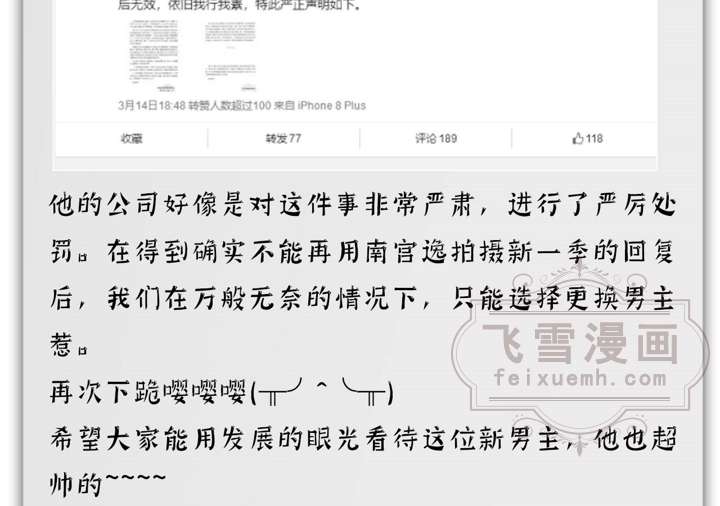 后无效，依旧我行我素，特此严正声明如下。
3月14日18:48 转赞人数超过100 来自 iPhone 8 Plus
收藏 转发 77 评论 189 118
他的公司好像是对这件事非常严肃，进行了严厉处
罚。在得到确实不能再用南宫逸拍摄新一季的回复
后，我们在万般无奈的情况下，只能选择更换男主
惹。
再次下跪嘤嘤嘤(╥╯^╰╥)
希望大家能用发展的眼光看待这位新男主，他也超
帅的~~~~
飞雪漫画
feixuemh.com